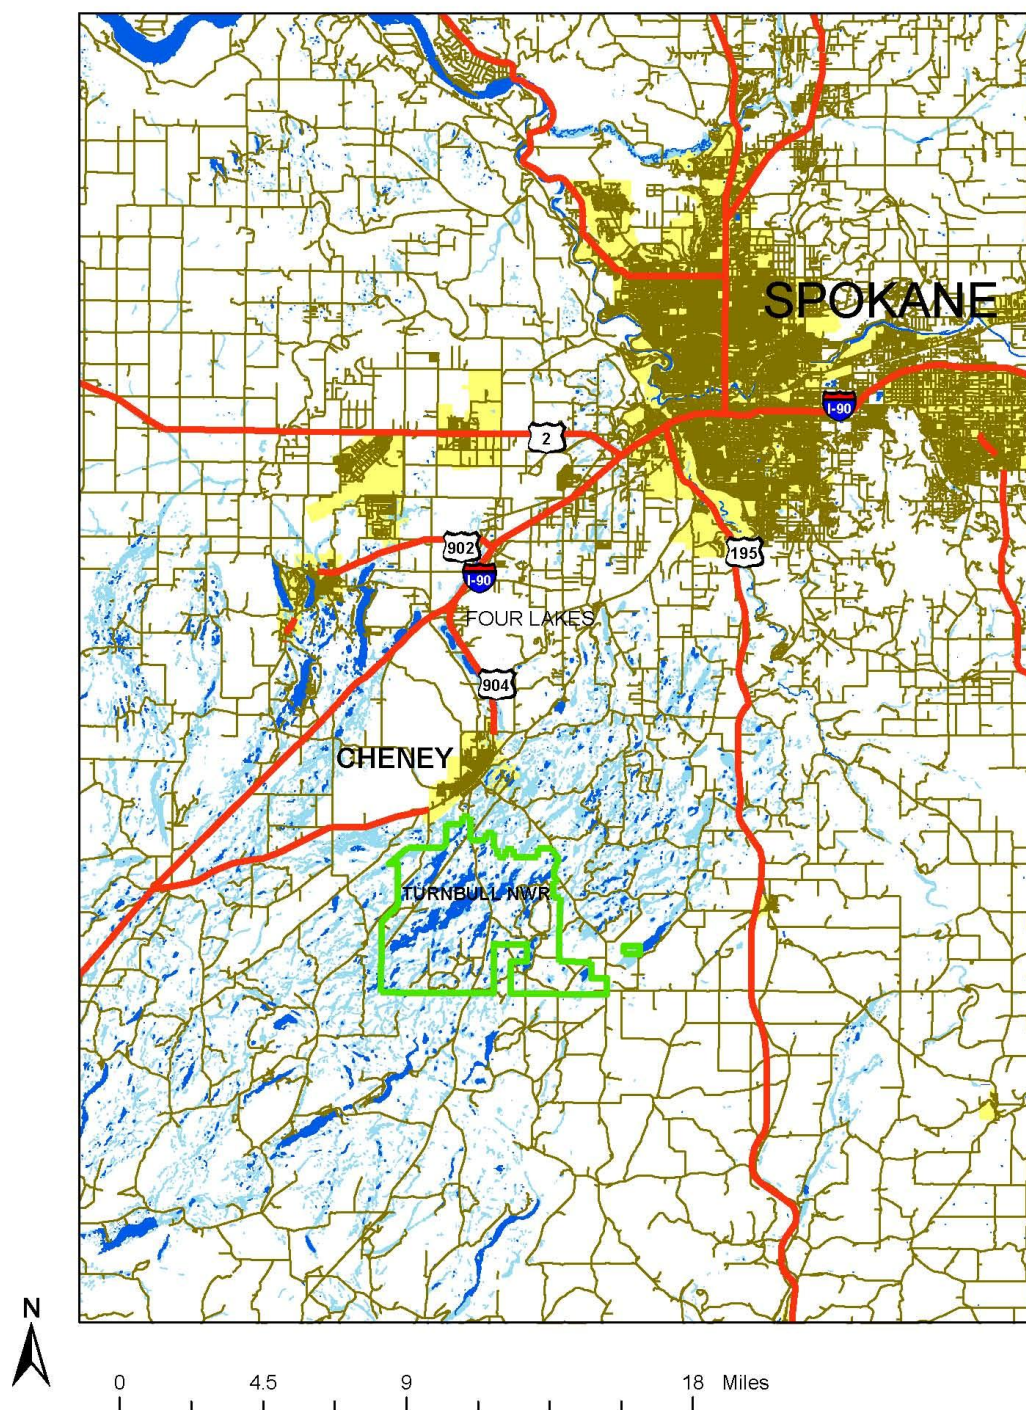 SPOKANE
I-90
2
902
195
I-90
FOUR LAKES
904
CHENEY
TURNBULL NWR
N
0 4.5 9 18 Miles